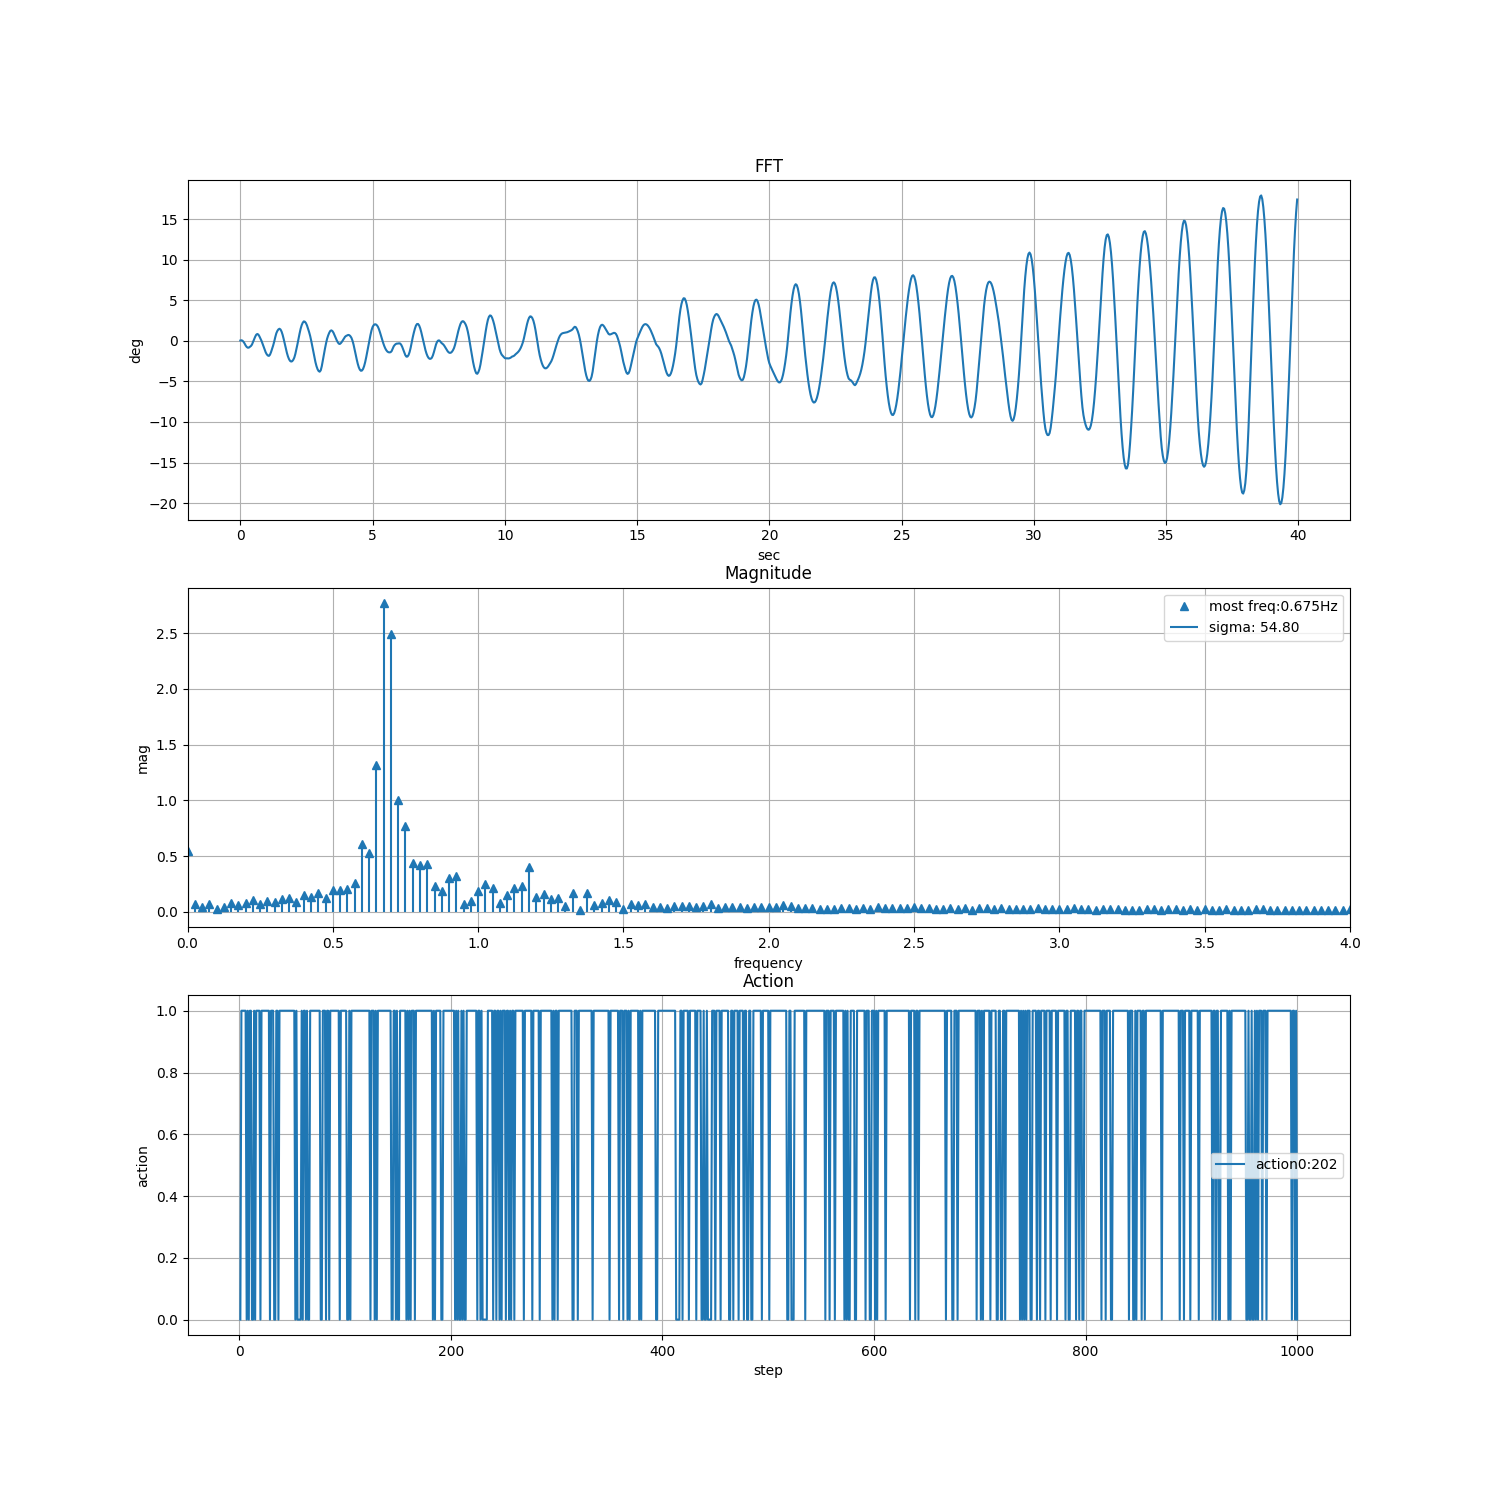 FFT
15
10
5
0
−5
−10
−15
−20
deg
0 5 10 15 20 25 30 35 40
sec
Magnitude
most freq:0.675Hz
sigma: 54.80
2.5
2.0
1.5
1.0
0.5
0.0
mag
0.0 0.5 1.0 1.5 2.0 2.5 3.0 3.5 4.0
frequency
Action
1.0
0.8
0.6
0.4
0.2
0.0
action
action0:202
0 200 400 600 800 1000
step